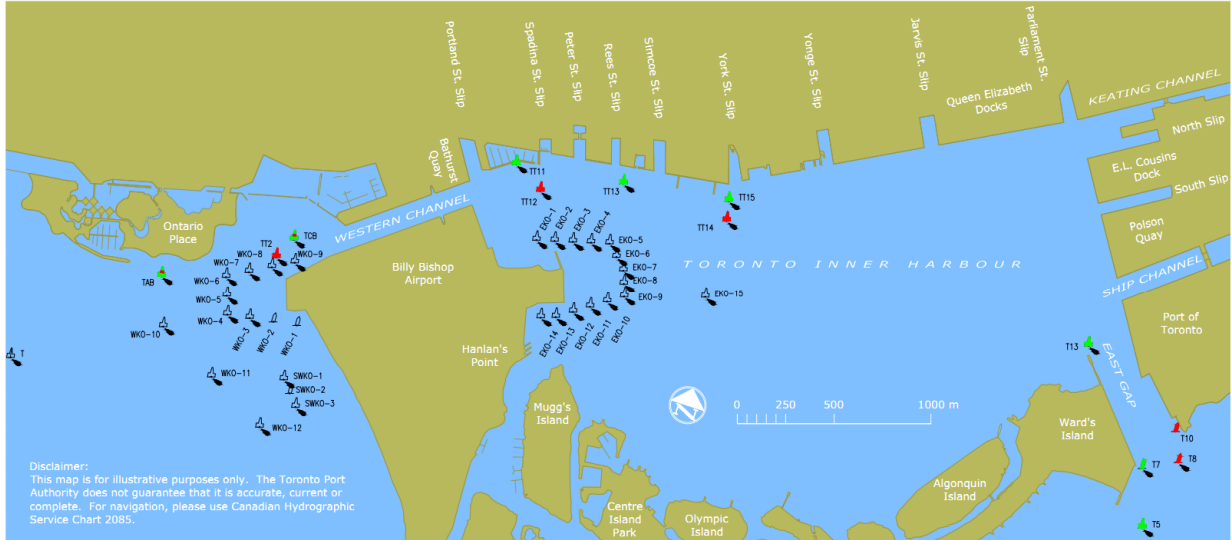 Portland St. Slip
Spadina St. Slip
Peter St. Slip
Rees St. Slip
Simcoe St. Slip
York St. Slip
Yonge St. Slip
Jarvis St. Slip
Parliament St.
Slip
Queen Elizabeth
Docks
KEATING CHANNEL
North Slip
E.L. Cousins
Dock
South Slip
Polson
Quay
SHIP CHANNEL
Port of
Toronto
Bathurst
Quay
WESTERN CHANNEL
Ontario
Place
Billy Bishop
Airport
Hanlan's
Point
Mugg's
Island
Centre
Island
Park
Olympic
Island
Algonquin
Island
Ward's
Island
EAST GAP
TORONTO INNER HARBOUR
TT11
TT12
TT13
TT15
TT14
EKO-1
EKO-2
EKO-3
EKO-4
EKO-5
EKO-6
EKO-7
EKO-8
EKO-9
EKO-10
EKO-11
EKO-12
EKO-13
EKO-14
EKO-15
TCB
TT2
TAB
WKO-9
WKO-8
WKO-7
WKO-6
WKO-5
WKO-4
WKO-3
WKO-2
WKO-1
WKO-10
WKO-11
WKO-12
SWKO-1
SWKO-2
SWKO-3
T
T13
T10
T8
T7
T5
0 250 500 1000 m
Disclaimer:
This map is for illustrative purposes only. The Toronto Port
Authority does not guarantee that it is accurate, current or
complete. For navigation, please use Canadian Hydrographic
Service Chart 2085.